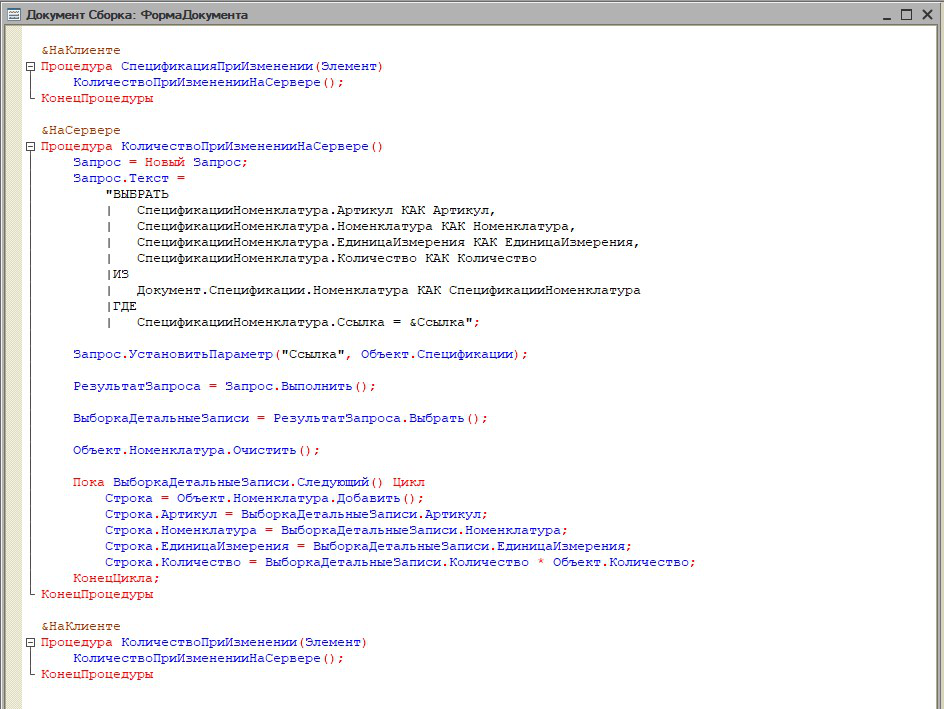 Документ Сборка: ФормаДокумента
&НаКлиенте
Процедура СпецификацияПриИзменении(Элемент)
    КоличествоПриИзмененииНаСервере();
КонецПроцедуры

&НаСервере
Процедура КоличествоПриИзмененииНаСервере()
    Запрос = Новый Запрос;
    Запрос.Текст =
        "ВЫБРАТЬ
        |   СпецификацииНоменклатура.Артикул КАК Артикул,
        |   СпецификацииНоменклатура.Номенклатура КАК Номенклатура,
        |   СпецификацииНоменклатура.ЕдиницаИзмерения КАК ЕдиницаИзмерения,
        |   СпецификацииНоменклатура.Количество КАК Количество
        |ИЗ
        |   Документ.Спецификации.Номенклатура КАК СпецификацииНоменклатура
        |ГДЕ
        |   СпецификацииНоменклатура.Ссылка = &Ссылка";

    Запрос.УстановитьПараметр("Ссылка", Объект.Спецификации);

    РезультатЗапроса = Запрос.Выполнить();

    ВыборкаДетальныеЗаписи = РезультатЗапроса.Выбрать();

    Объект.Номенклатура.Очистить();

    Пока ВыборкаДетальныеЗаписи.Следующий() Цикл
        Строка = Объект.Номенклатура.Добавить();
        Строка.Артикул = ВыборкаДетальныеЗаписи.Артикул;
        Строка.Номенклатура = ВыборкаДетальныеЗаписи.Номенклатура;
        Строка.ЕдиницаИзмерения = ВыборкаДетальныеЗаписи.ЕдиницаИзмерения;
        Строка.Количество = ВыборкаДетальныеЗаписи.Количество * Объект.Количество;
    КонецЦикла;
КонецПроцедуры

&НаКлиенте
Процедура КоличествоПриИзменении(Элемент)
    КоличествоПриИзмененииНаСервере();
КонецПроцедуры